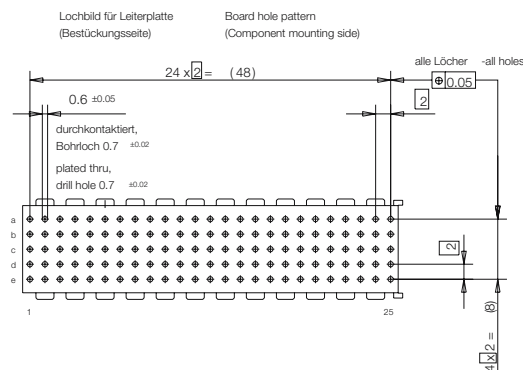 Lochbild für Leiterplatte
(Bestückungsseite)
Board hole pattern
(Component mounting side)
alle Löcher -all holes
24 x 2 = (48)
⊕ 0.05
0.6 ±0.05
2
durchkontaktiert,
Bohrloch 0.7 ±0.02
plated thru,
drill hole 0.7 ±0.02
a
b
c
d
e
2
1
25
4 x 2 = (8)